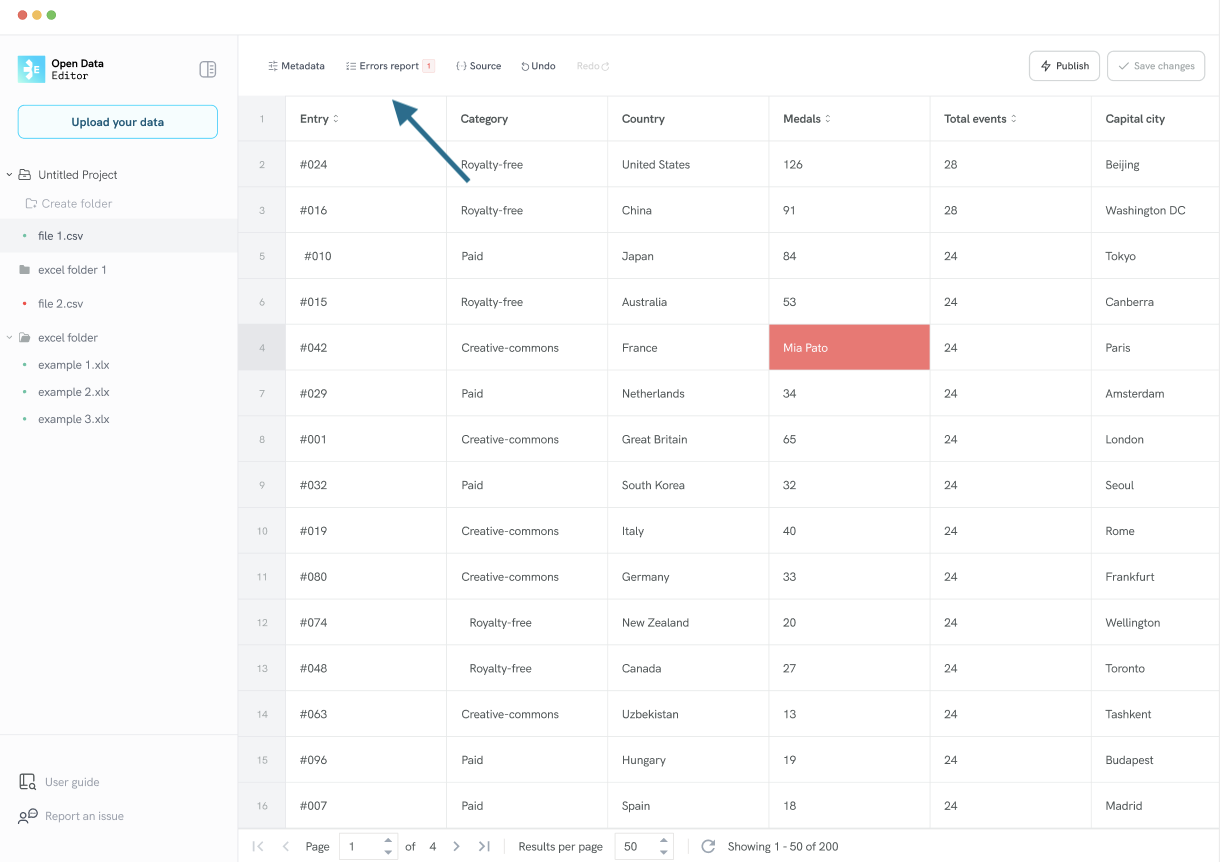 Open Data
Editor
Upload your data
Untitled Project
Create folder
file 1.csv
excel folder 1
file 2.csv
excel folder
example 1.xlx
example 2.xlx
example 3.xlx
User guide
Report an issue
Metadata Errors report 1 {··} Source Undo Redo Publish Save changes
1 Entry Category Country Medals Total events Capital city
2 #024 Royalty-free United States 126 28 Beijing
3 #016 Royalty-free China 91 28 Washington DC
5 #010 Paid Japan 84 24 Tokyo
6 #015 Royalty-free Australia 53 24 Canberra
4 #042 Creative-commons France Mia Pato 24 Paris
7 #029 Paid Netherlands 34 24 Amsterdam
8 #001 Creative-commons Great Britain 65 24 London
9 #032 Paid South Korea 32 24 Seoul
10 #019 Creative-commons Italy 40 24 Rome
11 #080 Creative-commons Germany 33 24 Frankfurt
12 #074 Royalty-free New Zealand 20 24 Wellington
13 #048 Royalty-free Canada 27 24 Toronto
14 #063 Creative-commons Uzbekistan 13 24 Tashkent
15 #096 Paid Hungary 19 24 Budapest
16 #007 Paid Spain 18 24 Madrid
Page 1 of 4 Results per page 50 Showing 1 - 50 of 200